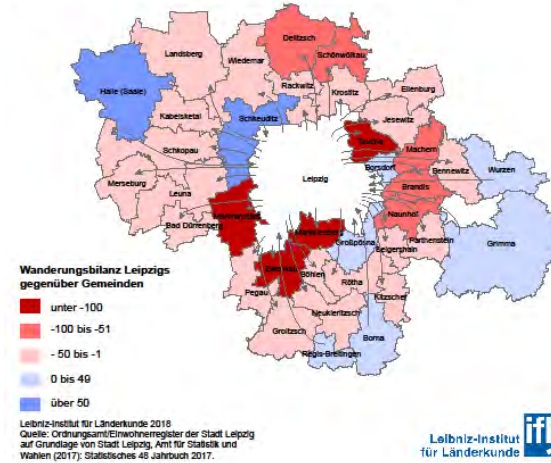 Landsberg
Wiedemar
Delitzsch
Schönwölkau
Halle (Saale)
Rackwitz
Krostitz
Eilenburg
Kabelsketal
Schkeuditz
Jesewitz
Taucha
Machern
Schkopau
Borsdorf
Bennewitz
Wurzen
Merseburg
Leuna
Leipzig
Brandis
Markranstädt
Naunhof
Bad Dürrenberg
Markkleeberg
Großpösna
Parthenstein
Grimma
Belgershain
Zwenkau
Böhlen
Pegau
Rötha
Kitzscher
Groitzsch
Neukieritzsch
Borna
Regis-Breitingen
Wanderungsbilanz Leipzigs
gegenüber Gemeinden
unter -100
-100 bis -51
- 50 bis -1
0 bis 49
über 50
Leibniz-Institut für Länderkunde 2018
Quelle: Ordnungsamt/Einwohnerregister der Stadt Leipzig
auf Grundlage von Stadt Leipzig, Amt für Statistik und
Wahlen (2017): Statistisches 48 Jahrbuch 2017.
Leibniz-Institut
für Länderkunde
ifl